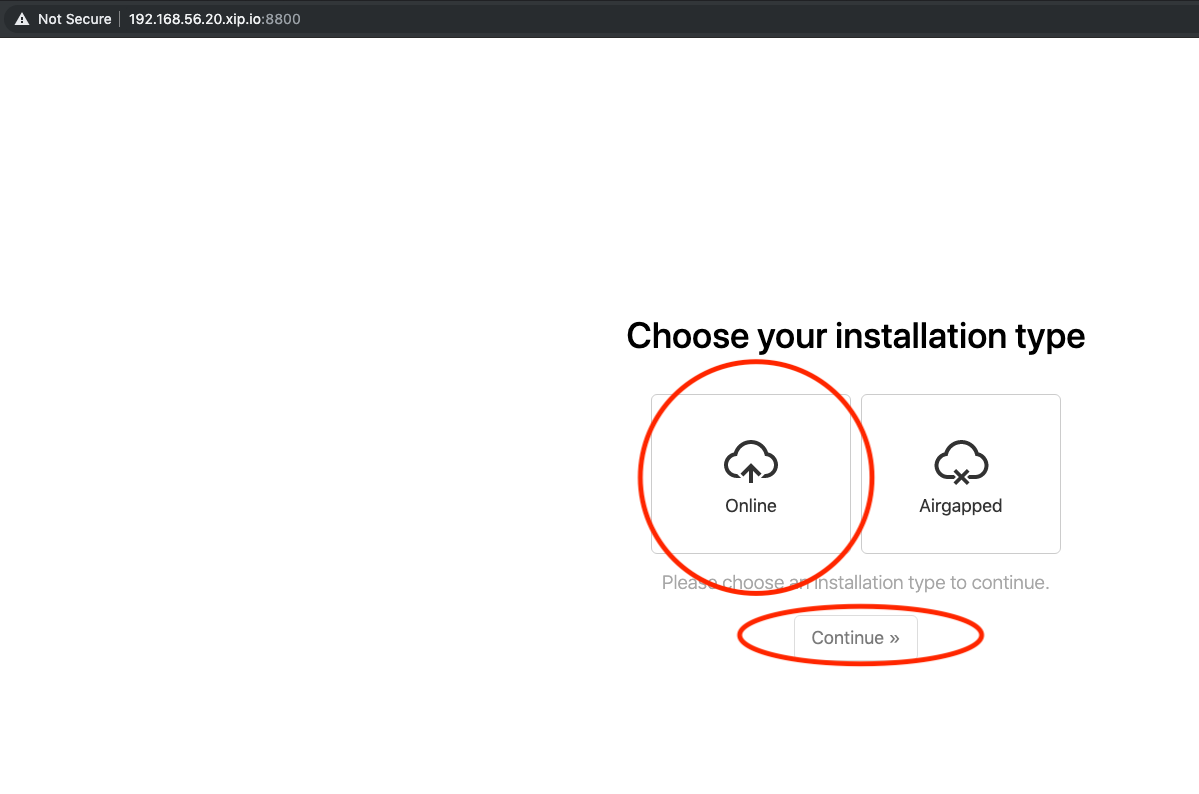 Not Secure | 192.168.56.20.xip.io:8800
Choose your installation type
Online
Airgapped
Please choose an installation type to continue.
Continue »